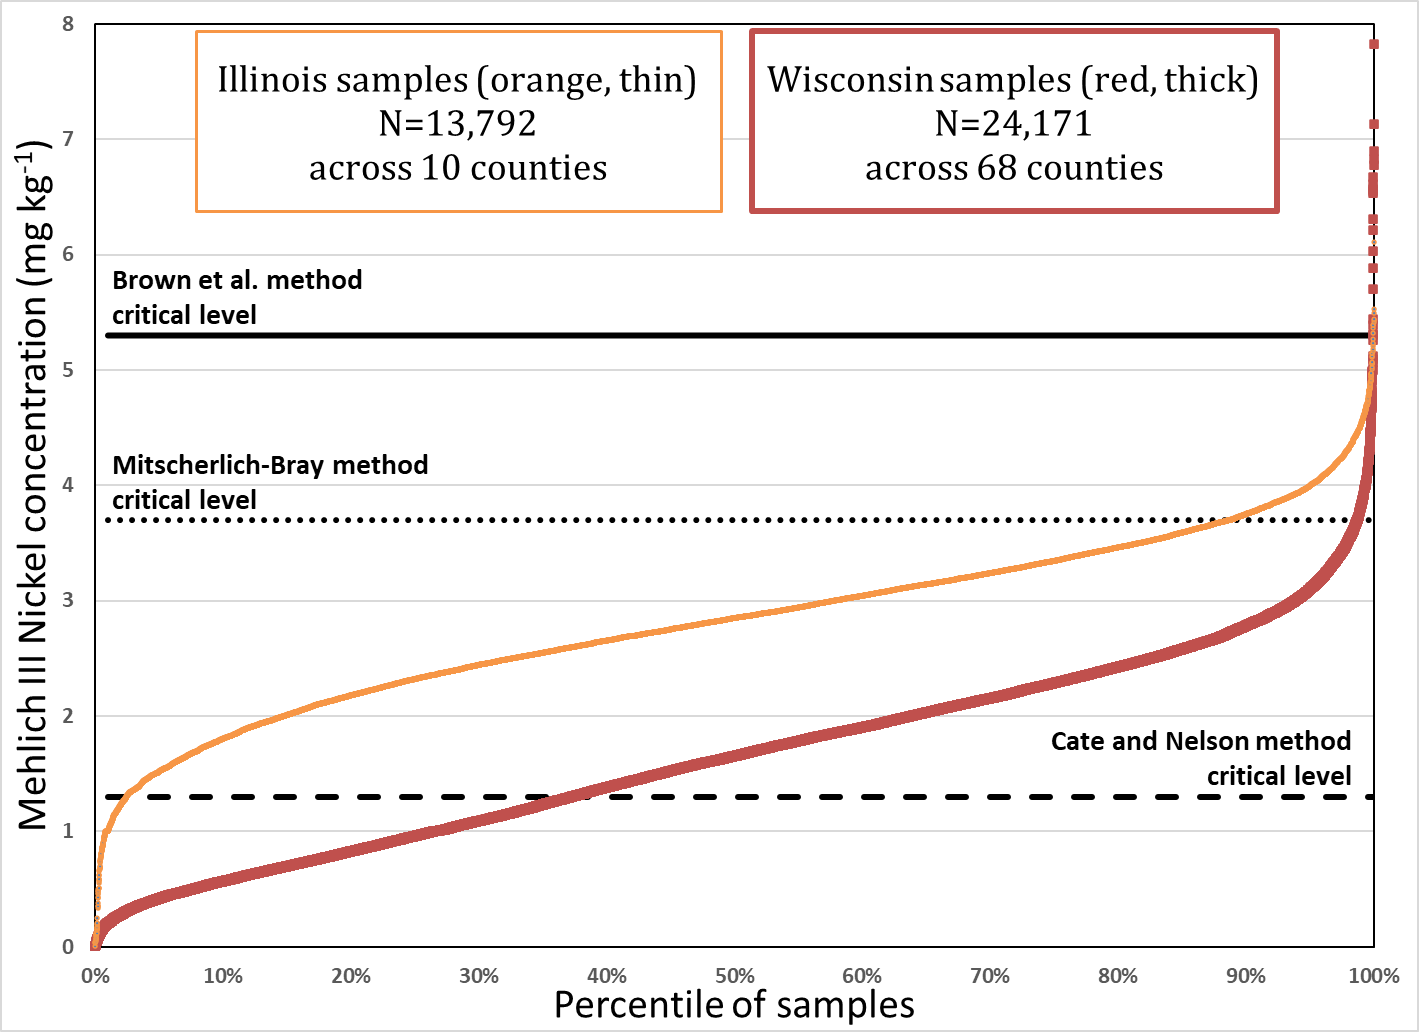 8
7
6
5
4
3
2
1
0
Mehlich III Nickel concentration (mg kg⁻¹)
Illinois samples (orange, thin)
N=13,792
across 10 counties
Wisconsin samples (red, thick)
N=24,171
across 68 counties
Brown et al. method
critical level
Mitscherlich-Bray method
critical level
Cate and Nelson method
critical level
0% 10% 20% 30% 40% 50% 60% 70% 80% 90% 100%
Percentile of samples